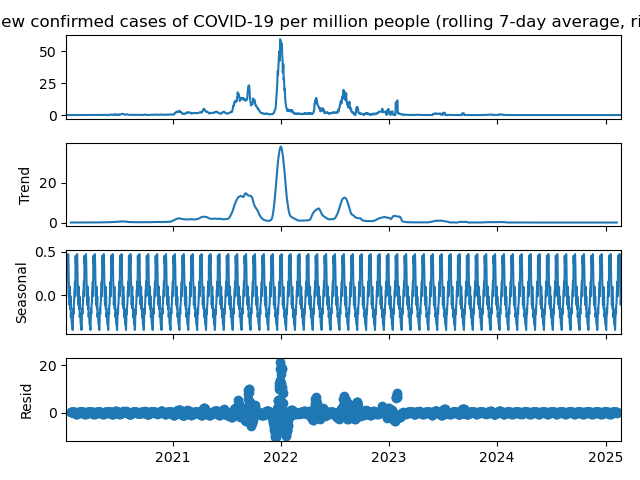 ew confirmed cases of COVID-19 per million people (rolling 7-day average, ri
50
25
0
Trend
20
0
Seasonal
0.5
0.0
Resid
20
0
2021 2022 2023 2024 2025